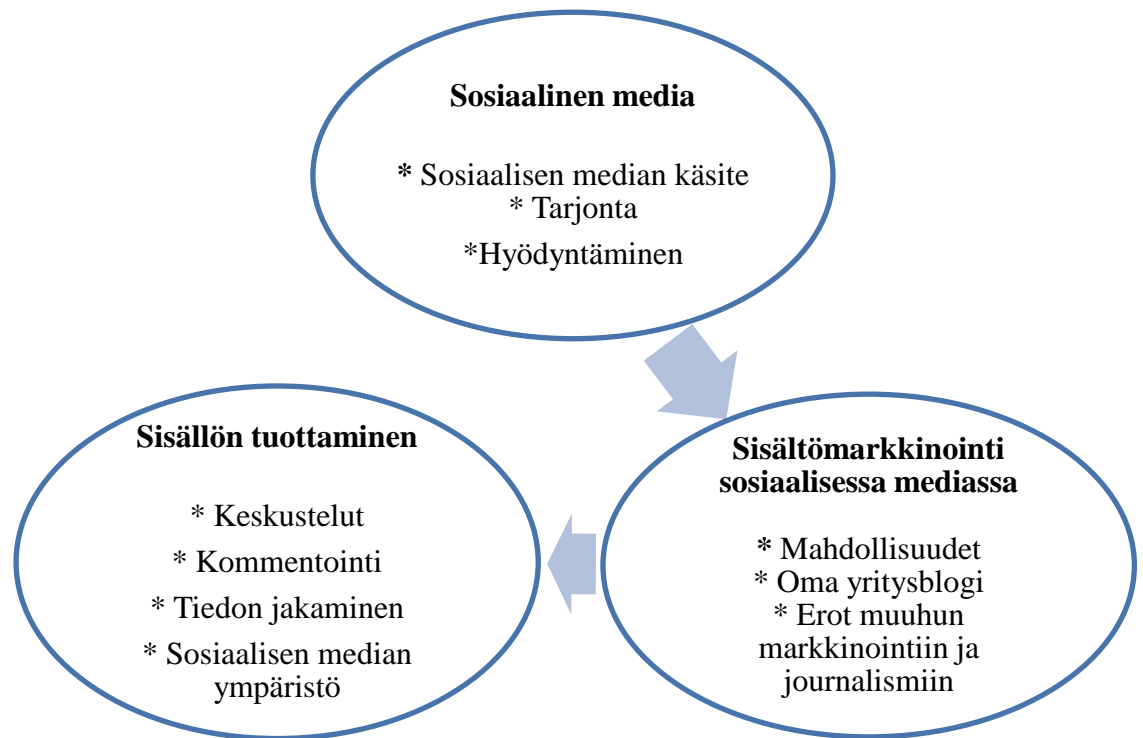 Sosiaalinen media
* Sosiaalisen median käsite
* Tarjonta
*Hyödyntäminen
Sisältömarkkinointi
sosiaalisessa mediassa
* Mahdollisuudet
* Oma yritysblogi
* Erot muuhun
markkinointiin ja
journalismiin
Sisällön tuottaminen
* Keskustelut
* Kommentointi
* Tiedon jakaminen
* Sosiaalisen median
ympäristö